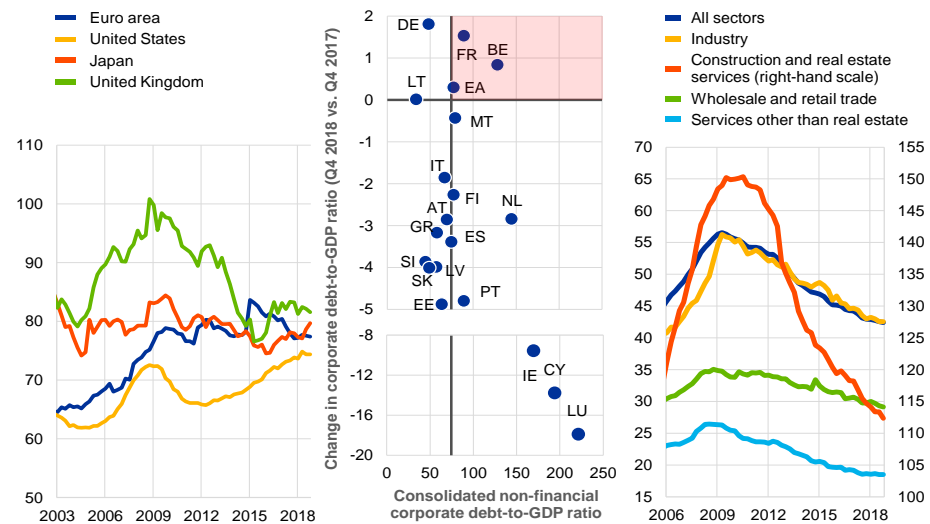 Euro area
United States
Japan
United Kingdom
110
100
90
80
70
60
50
2003
2006
2009
2012
2015
2018
Change in corporate debt-to-GDP ratio (Q4 2018 vs. Q4 2017)
2
1
0
-1
-2
-3
-4
-5
-8
-12
-16
-20
DE
FR
BE
LT
EA
MT
IT
FI
AT
NL
GR
ES
SI
SK
LV
EE
PT
IE
CY
LU
0
50
100
150
200
250
Consolidated non-financial
corporate debt-to-GDP ratio
All sectors
Industry
Construction and real estate
services (right-hand scale)
Wholesale and retail trade
Services other than real estate
70
65
60
55
50
45
40
35
30
25
20
15
155
150
145
140
135
130
125
120
115
110
105
100
2006
2009
2012
2015
2018